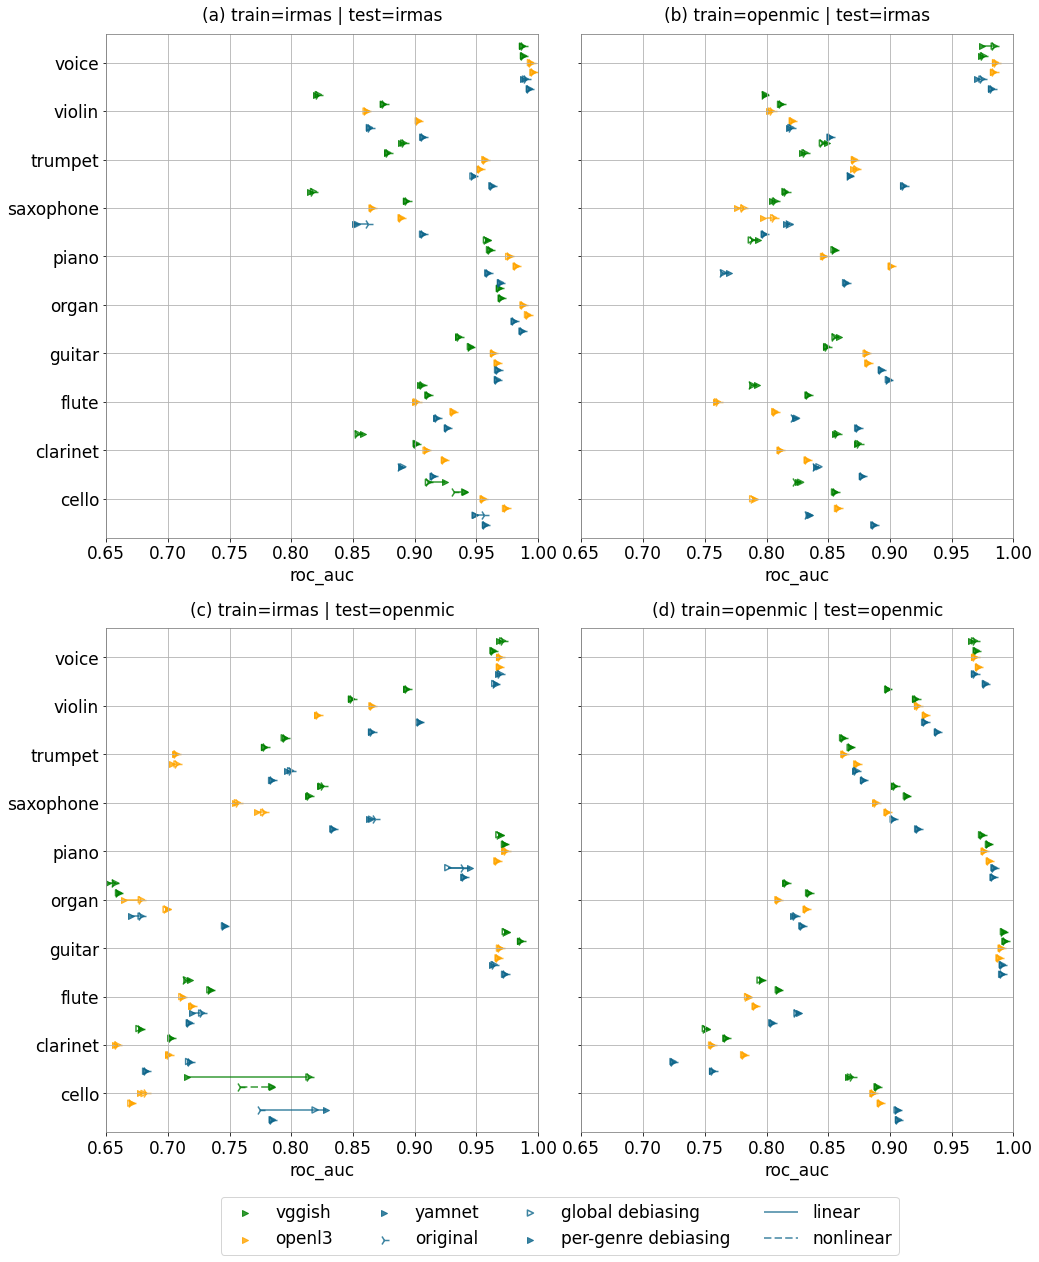 (a) train=irmas | test=irmas
(b) train=openmic | test=irmas
voice
violin
trumpet
saxophone
piano
organ
guitar
flute
clarinet
cello
0.65 0.70 0.75 0.80 0.85 0.90 0.95 1.00
0.65 0.70 0.75 0.80 0.85 0.90 0.95 1.00
roc_auc
roc_auc
(c) train=irmas | test=openmic
(d) train=openmic | test=openmic
voice
violin
trumpet
saxophone
piano
organ
guitar
flute
clarinet
cello
0.65 0.70 0.75 0.80 0.85 0.90 0.95 1.00
0.65 0.70 0.75 0.80 0.85 0.90 0.95 1.00
roc_auc
roc_auc
vggish yamnet global debiasing linear
openl3 original per-genre debiasing nonlinear